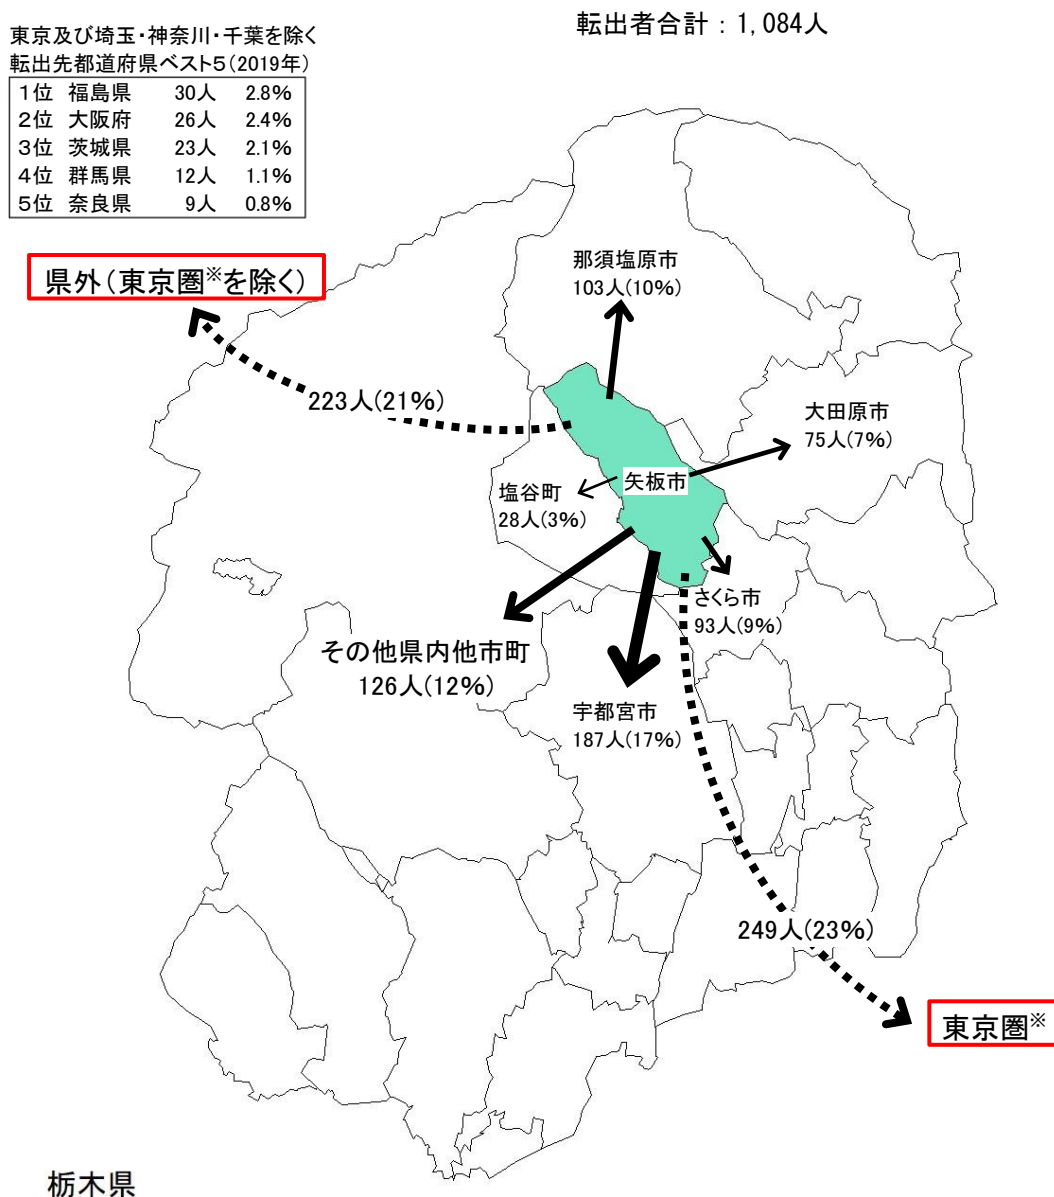 転出者合計：1,084人
東京及び埼玉・神奈川・千葉を除く
転出先都道府県ベスト5(2019年)
1位 福島県 30人 2.8%
2位 大阪府 26人 2.4%
3位 茨城県 23人 2.1%
4位 群馬県 12人 1.1%
5位 奈良県 9人 0.8%
県外(東京圏※を除く)
那須塩原市
103人(10%)
223人(21%)
大田原市
75人(7%)
矢板市
塩谷町
28人(3%)
さくら市
93人(9%)
その他県内他市町
126人(12%)
宇都宮市
187人(17%)
249人(23%)
東京圏※
栃木県